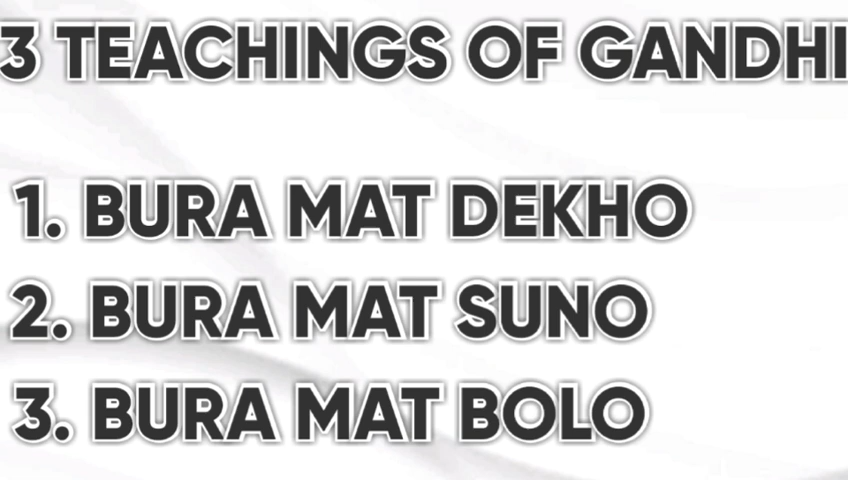 3 TEACHINGS OF GANDHI
1. BURA MAT DEKHO
2. BURA MAT SUNO
3. BURA MAT BOLO